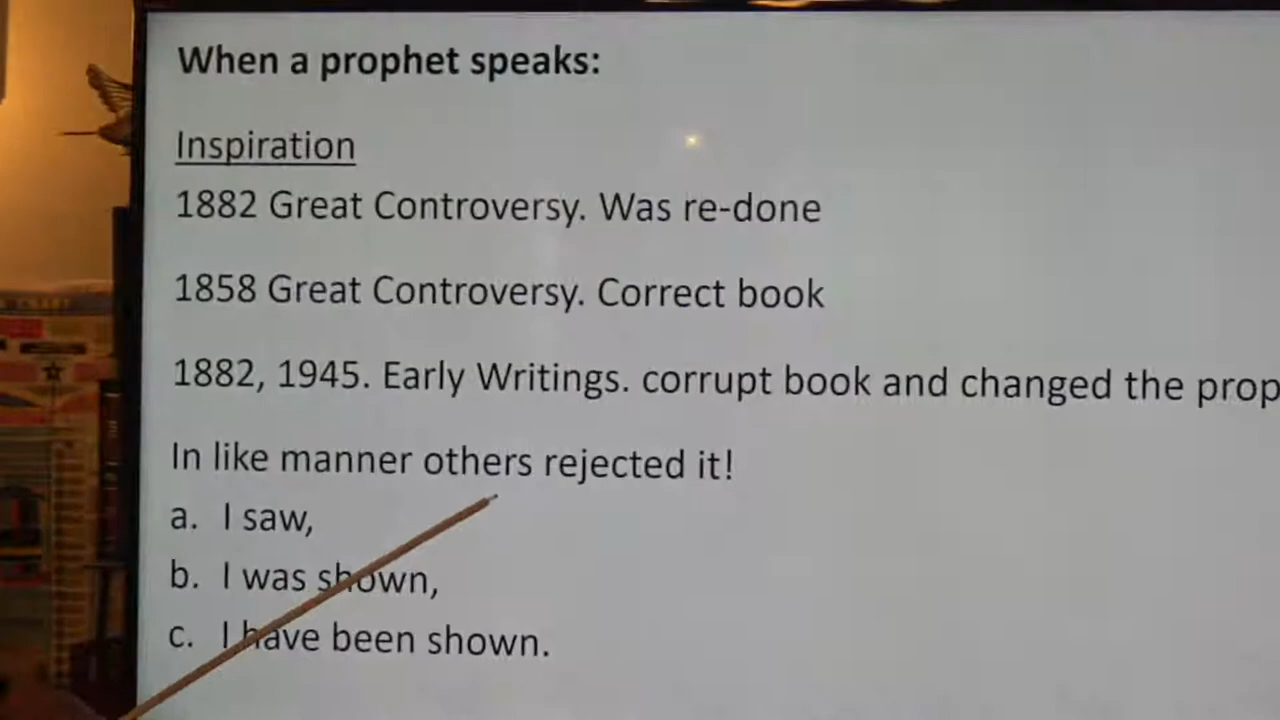 When a prophet speaks:
Inspiration
1882 Great Controversy. Was re-done
1858 Great Controversy. Correct book
1882, 1945. Early Writings. corrupt book and changed the prop
In like manner others rejected it!
a. I saw,
b. I was shown,
c. I have been shown.